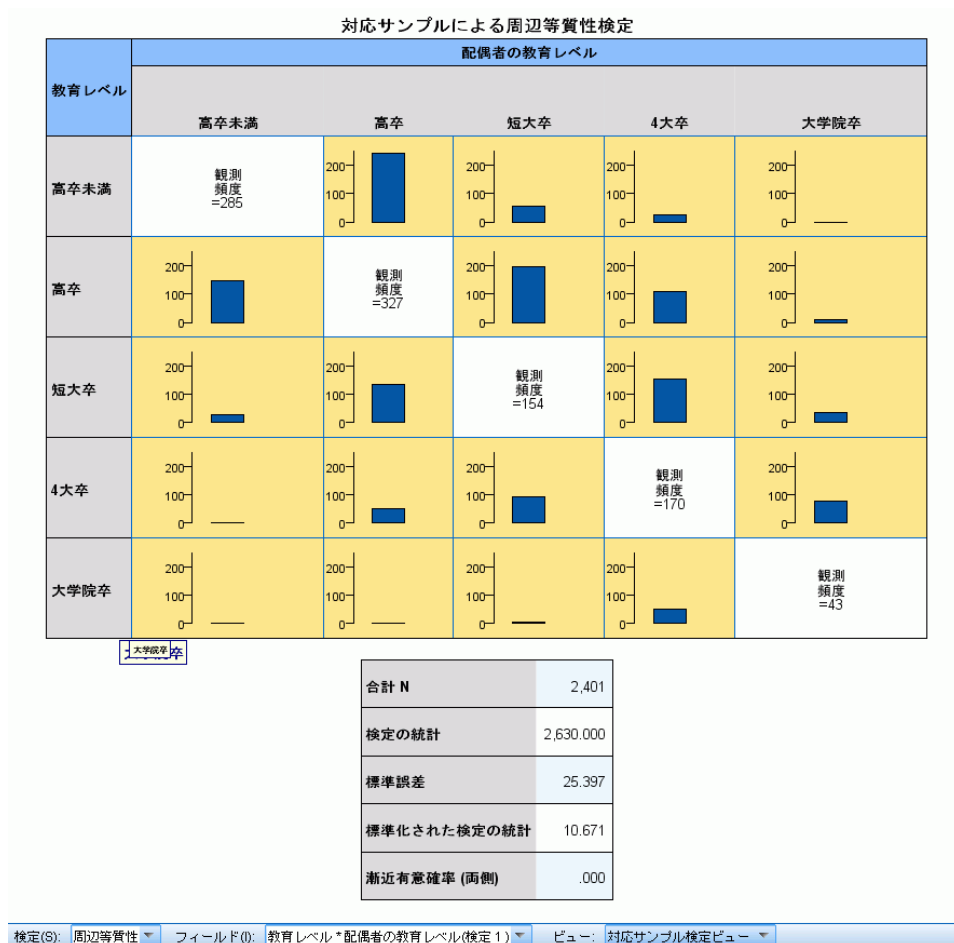 対応サンプルによる周辺等質性検定
配偶者の教育レベル
教育レベル
高卒未満 高卒 短大卒 4大卒 大学院卒
高卒未満
観測
頻度
=285
200 100 0
200 100 0
200 100 0
200 100 0
高卒
200 100 0
観測
頻度
=327
200 100 0
200 100 0
200 100 0
短大卒
200 100 0
200 100 0
観測
頻度
=154
200 100 0
200 100 0
4大卒
200 100 0
200 100 0
200 100 0
観測
頻度
=170
200 100 0
大学院卒
200 100 0
200 100 0
200 100 0
200 100 0
観測
頻度
=43
大学院卒
合計 N 2,401
検定の統計 2,630.000
標準誤差 25.397
標準化された検定の統計 10.671
漸近有意確率 (両側) .000
検定(S): 周辺等質性 フィールド(I): 教育レベル*配偶者の教育レベル(検定 1) ビュー: 対応サンプル検定ビュー